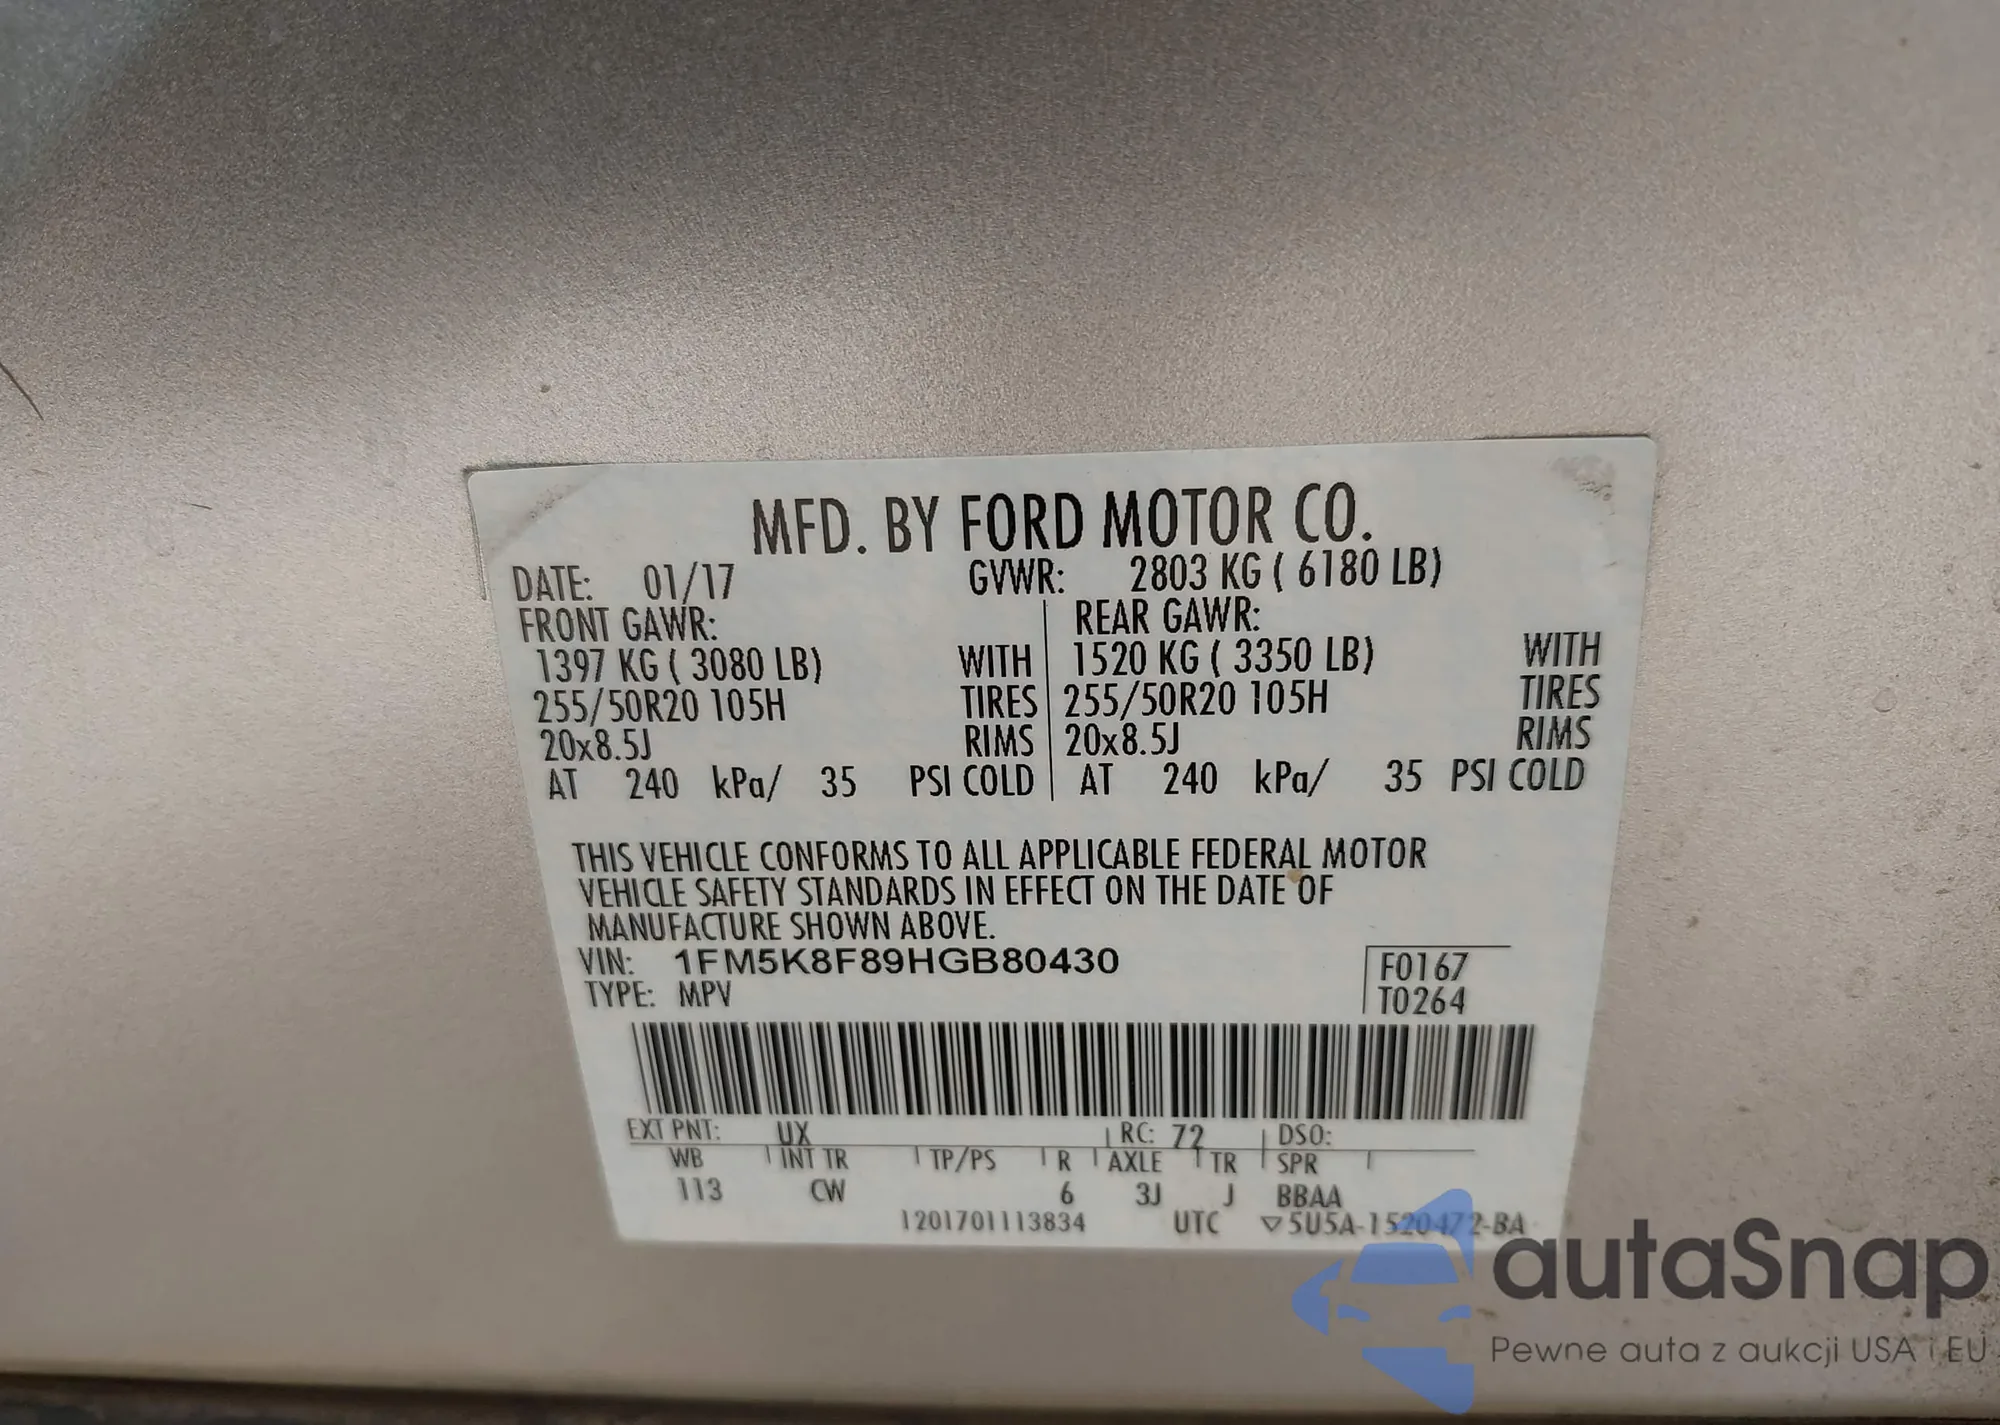 MFD. BY FORD MOTOR CO.
DATE: 01/17 GVWR: 2803 KG ( 6180 LB)
FRONT GAWR: REAR GAWR:
1397 KG ( 3080 LB) WITH 1520 KG ( 3350 LB) WITH
255/50R20 105H TIRES 255/50R20 105H TIRES
20x8.5J RIMS 20x8.5J RIMS
AT 240 kPa/ 35 PSI COLD AT 240 kPa/ 35 PSI COLD
THIS VEHICLE CONFORMS TO ALL APPLICABLE FEDERAL MOTOR
VEHICLE SAFETY STANDARDS IN EFFECT ON THE DATE OF
MANUFACTURE SHOWN ABOVE.
VIN: 1FM5K8F89HGB80430 F0167
TYPE: MPV T0264
EXT PNT: UX RC: 72 DSO:
WB INT TR TP/PS R AXLE TR SPR
113 CW 6 3J J BBAA
1201701113834 UTC ▽5U5A-1520472-BA
autaSnap
Pewne auta z aukcji USA i EU